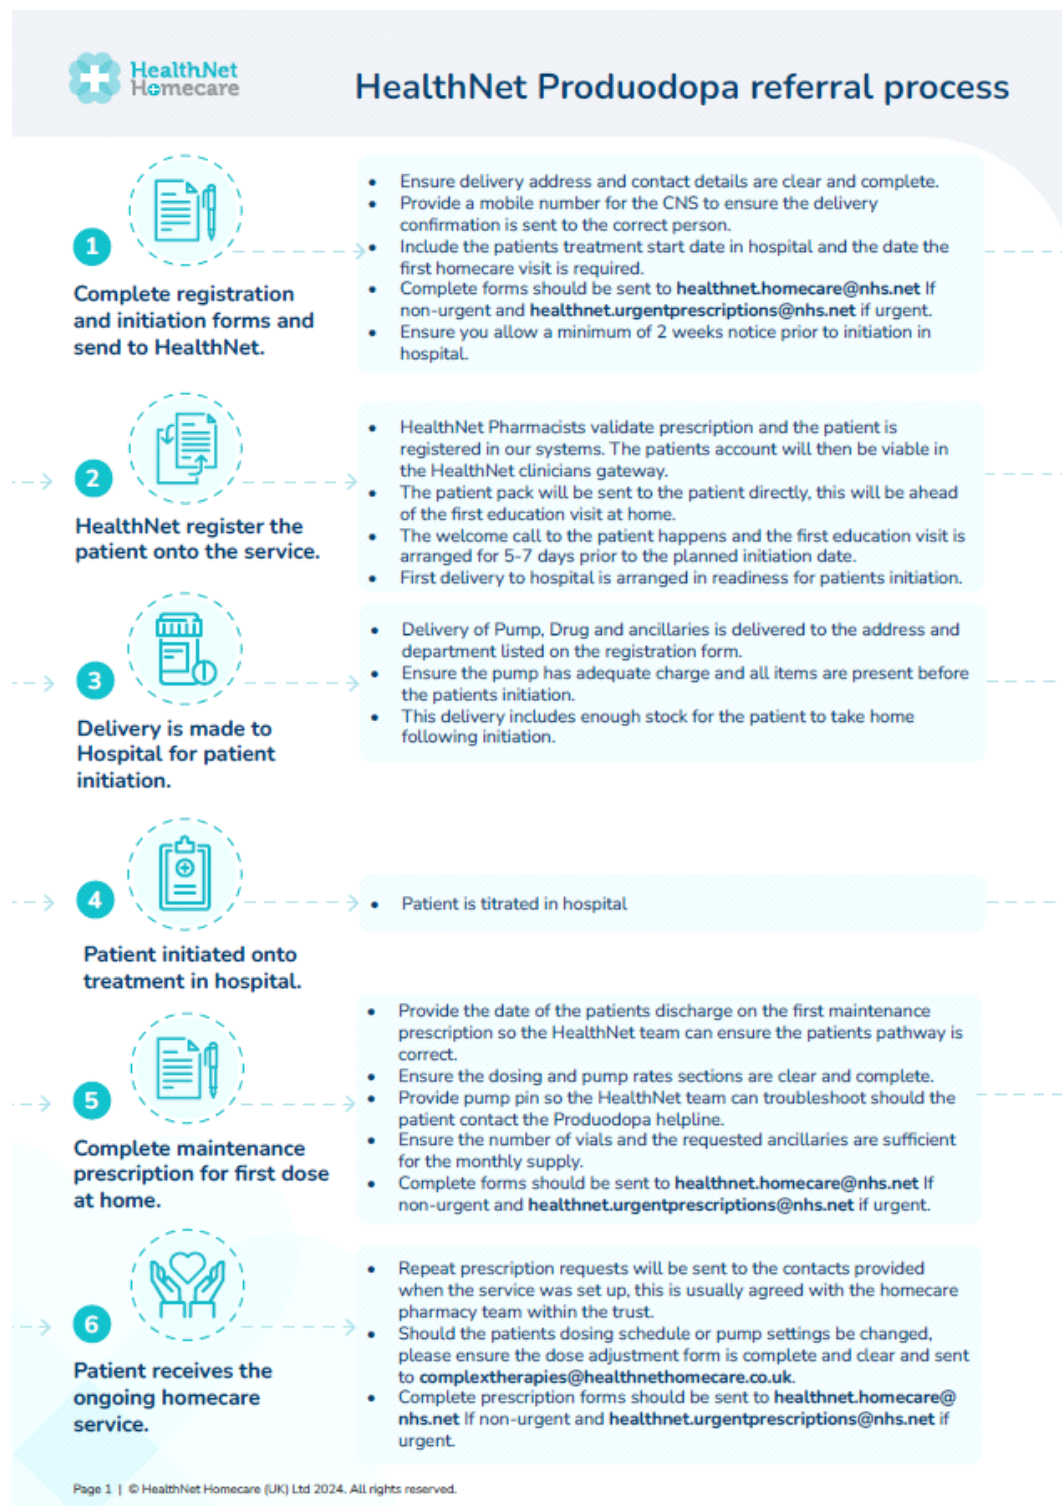 HealthNet
Homecare
HealthNet Produodopa referral process
1
Complete registration
and initiation forms and
send to HealthNet.
• Ensure delivery address and contact details are clear and complete.
• Provide a mobile number for the CNS to ensure the delivery
confirmation is sent to the correct person.
• Include the patients treatment start date in hospital and the date the
first homecare visit is required.
• Complete forms should be sent to healthnet.homecare@nhs.net If
non-urgent and healthnet.urgentprescriptions@nhs.net if urgent.
• Ensure you allow a minimum of 2 weeks notice prior to initiation in
hospital.
2
HealthNet register the
patient onto the service.
• HealthNet Pharmacists validate prescription and the patient is
registered in our systems. The patients account will then be viable in
the HealthNet clinicians gateway.
• The patient pack will be sent to the patient directly, this will be ahead
of the first education visit at home.
• The welcome call to the patient happens and the first education visit is
arranged for 5-7 days prior to the planned initiation date.
• First delivery to hospital is arranged in readiness for patients initiation.
3
Delivery is made to
Hospital for patient
initiation.
• Delivery of Pump, Drug and ancillaries is delivered to the address and
department listed on the registration form.
• Ensure the pump has adequate charge and all items are present before
the patients initiation.
• This delivery includes enough stock for the patient to take home
following initiation.
4
Patient initiated onto
treatment in hospital.
• Patient is titrated in hospital
5
Complete maintenance
prescription for first dose
at home.
• Provide the date of the patients discharge on the first maintenance
prescription so the HealthNet team can ensure the patients pathway is
correct.
• Ensure the dosing and pump rates sections are clear and complete.
• Provide pump pin so the HealthNet team can troubleshoot should the
patient contact the Produodopa helpline.
• Ensure the number of vials and the requested ancillaries are sufficient
for the monthly supply.
• Complete forms should be sent to healthnet.homecare@nhs.net If
non-urgent and healthnet.urgentprescriptions@nhs.net if urgent.
6
Patient receives the
ongoing homecare
service.
• Repeat prescription requests will be sent to the contacts provided
when the service was set up, this is usually agreed with the homecare
pharmacy team within the trust.
• Should the patients dosing schedule or pump settings be changed,
please ensure the dose adjustment form is complete and clear and sent
to complextherapies@healthnethomecare.co.uk.
• Complete prescription forms should be sent to healthnet.homecare@
nhs.net If non-urgent and healthnet.urgentprescriptions@nhs.net if
urgent.
Page 1 | © HealthNet Homecare (UK) Ltd 2024. All rights reserved.